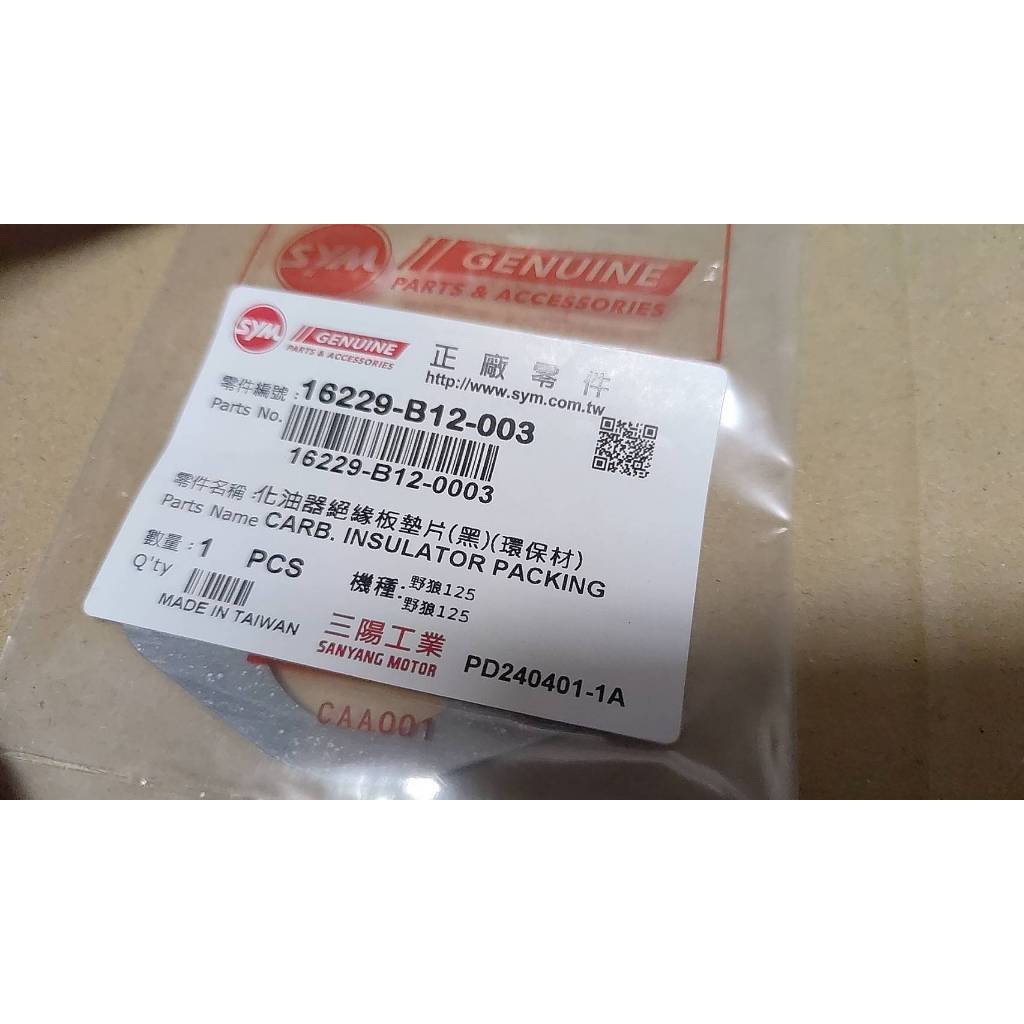 SYM GENUINE
PARTS & ACCESSORIES
SYM GENUINE
PARTS & ACCESSORIES
正廠零件
http://www.sym.com.tw
零件編號:16229-B12-003
Parts No.
16229-B12-0003
零件名稱:化油器絕緣板墊片(黑)(環保材)
Parts Name CARB. INSULATOR PACKING
數量:1 PCS
Q'ty
機種:野狼125
野狼125
MADE IN TAIWAN
三陽工業
SANYANG MOTOR
PD240401-1A
CAA001